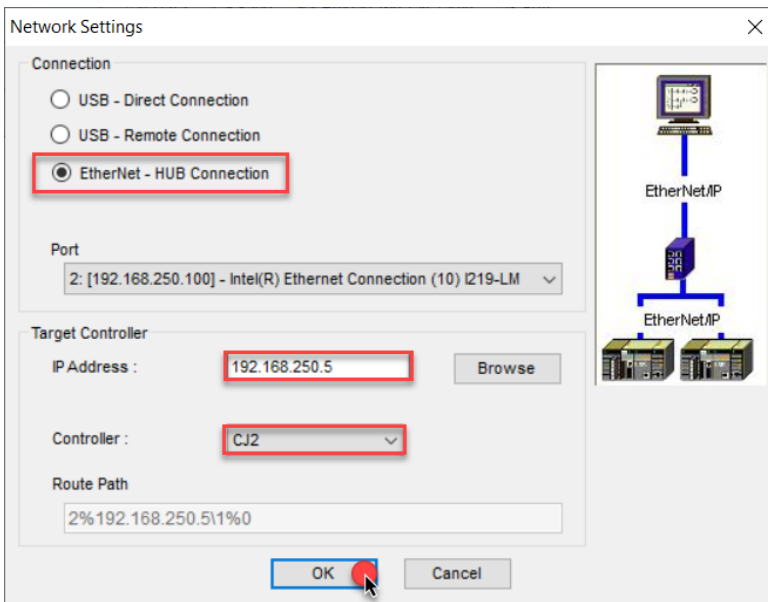 Network Settings
Connection
USB - Direct Connection
USB - Remote Connection
EtherNet - HUB Connection
Port
2: [192.168.250.100] - Intel(R) Ethernet Connection (10) I219-LM
EtherNet/IP
EtherNet/IP
Target Controller
IP Address :
192.168.250.5
Browse
Controller :
CJ2
Route Path
2%192.168.250.5\1%0
OK
Cancel